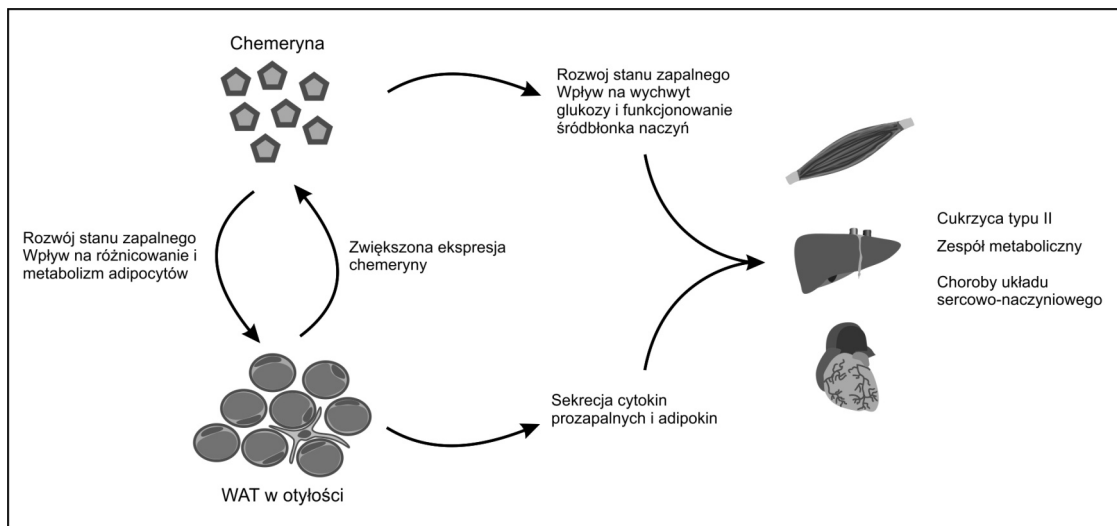 Chemeryna
Rozwoj stanu zapalnego
Wpływ na wychwyt
glukozy i funkcjonowanie
śródbłonka naczyń
Rozwój stanu zapalnego
Wpływ na różnicowanie i
metabolizm adipocytów
Zwiększona ekspresja
chemeryny
Cukrzyca typu II
Zespół metaboliczny
Choroby układu
sercowo-naczyniowego
Sekrecja cytokin
prozapalnych i adipokin
WAT w otyłości